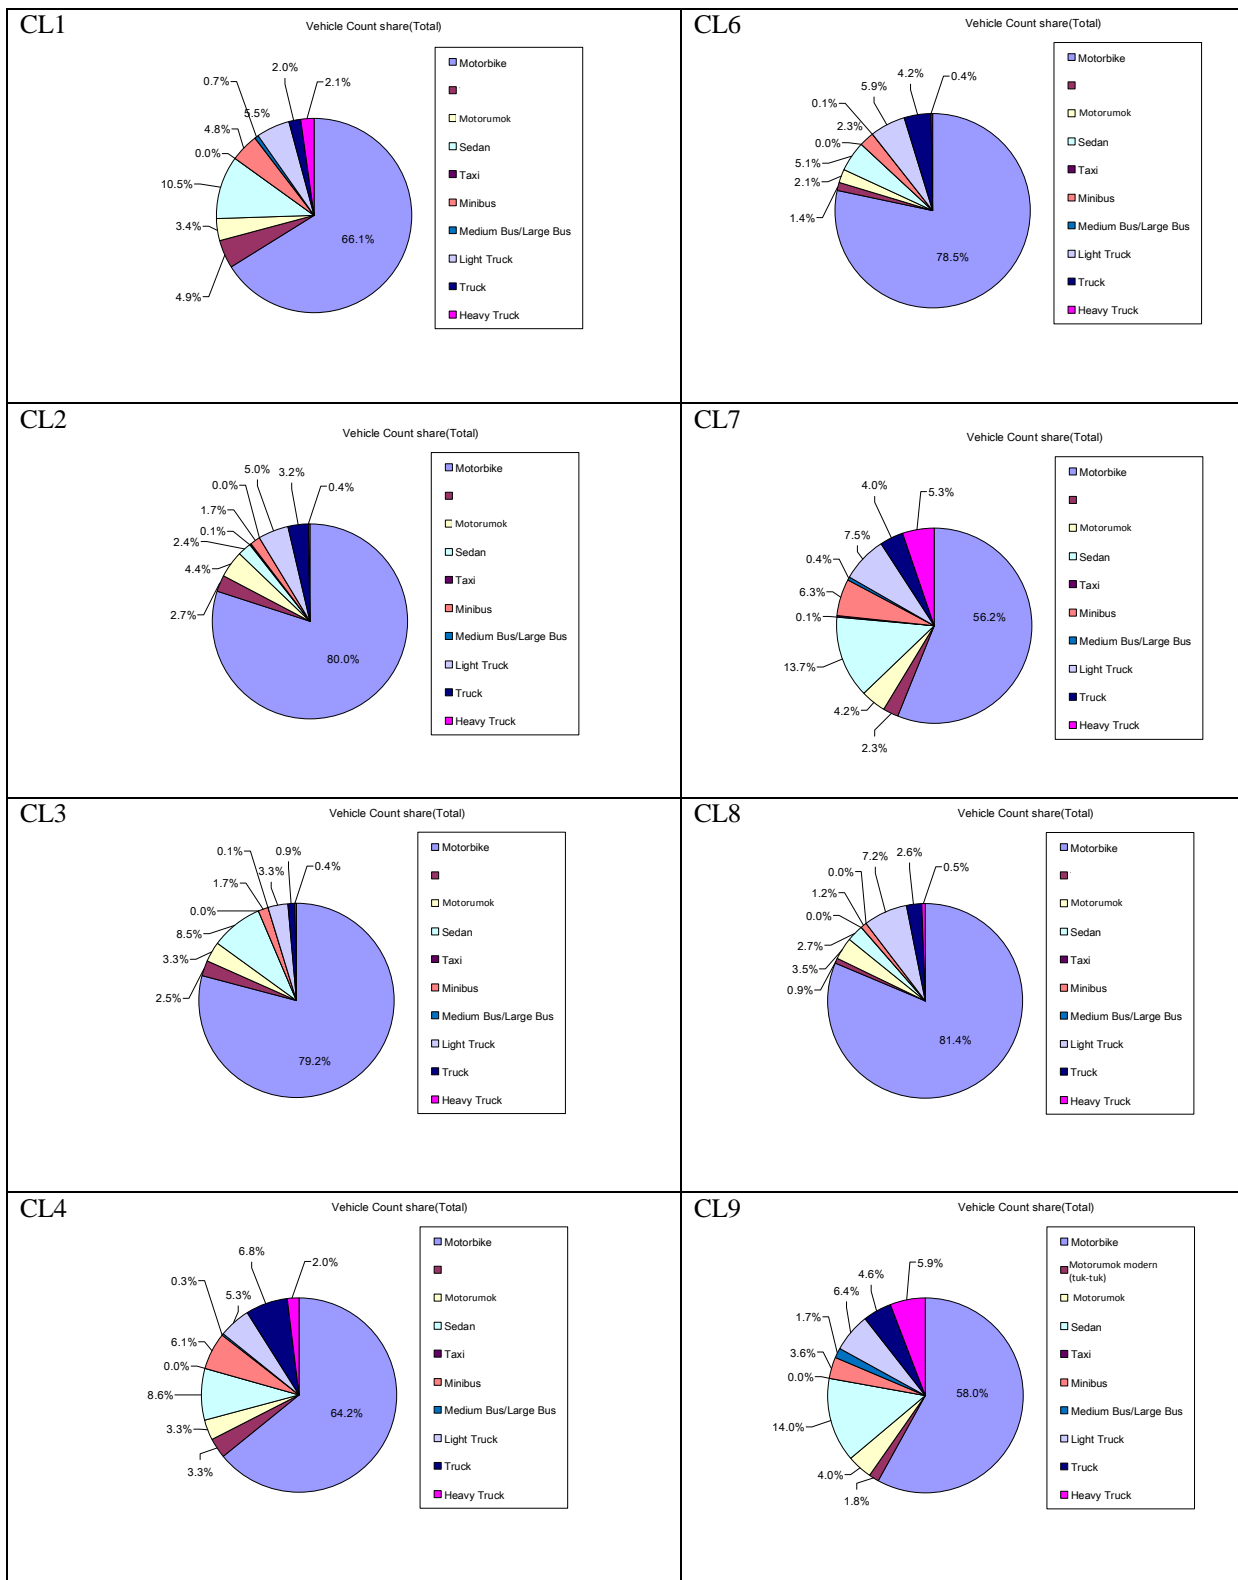 CL1
Vehicle Count share(Total)
0.7%
5.5%
2.0%
2.1%
4.8%
0.0%
10.5%
3.4%
4.9%
66.1%
Motorbike
Motorumok
Sedan
Taxi
Minibus
Medium Bus/Large Bus
Light Truck
Truck
Heavy Truck
CL6
Vehicle Count share(Total)
0.1%
5.9%
4.2%
0.4%
2.3%
0.0%
5.1%
2.1%
1.4%
78.5%
Motorbike
Motorumok
Sedan
Taxi
Minibus
Medium Bus/Large Bus
Light Truck
Truck
Heavy Truck
CL2
Vehicle Count share(Total)
0.0%
5.0%
3.2%
0.4%
1.7%
0.1%
2.4%
4.4%
2.7%
80.0%
Motorbike
Motorumok
Sedan
Taxi
Minibus
Medium Bus/Large Bus
Light Truck
Truck
Heavy Truck
CL7
Vehicle Count share(Total)
4.0%
5.3%
7.5%
0.4%
6.3%
0.1%
13.7%
4.2%
2.3%
56.2%
Motorbike
Motorumok
Sedan
Taxi
Minibus
Medium Bus/Large Bus
Light Truck
Truck
Heavy Truck
CL3
Vehicle Count share(Total)
0.1%
3.3%
0.9%
0.4%
1.7%
0.0%
8.5%
3.3%
2.5%
79.2%
Motorbike
Motorumok
Sedan
Taxi
Minibus
Medium Bus/Large Bus
Light Truck
Truck
Heavy Truck
CL8
Vehicle Count share(Total)
0.0%
7.2%
2.6%
0.5%
1.2%
0.0%
2.7%
3.5%
0.9%
81.4%
Motorbike
Motorumok
Sedan
Taxi
Minibus
Medium Bus/Large Bus
Light Truck
Truck
Heavy Truck
CL4
Vehicle Count share(Total)
0.3%
5.3%
6.8%
2.0%
6.1%
0.0%
8.6%
3.3%
3.3%
64.2%
Motorbike
Motorumok
Sedan
Taxi
Minibus
Medium Bus/Large Bus
Light Truck
Truck
Heavy Truck
CL9
Vehicle Count share(Total)
1.7%
6.4%
4.6%
5.9%
3.6%
0.0%
14.0%
4.0%
1.8%
58.0%
Motorbike
Motorumok modern
(tuk-tuk)
Motorumok
Sedan
Taxi
Minibus
Medium Bus/Large Bus
Light Truck
Truck
Heavy Truck